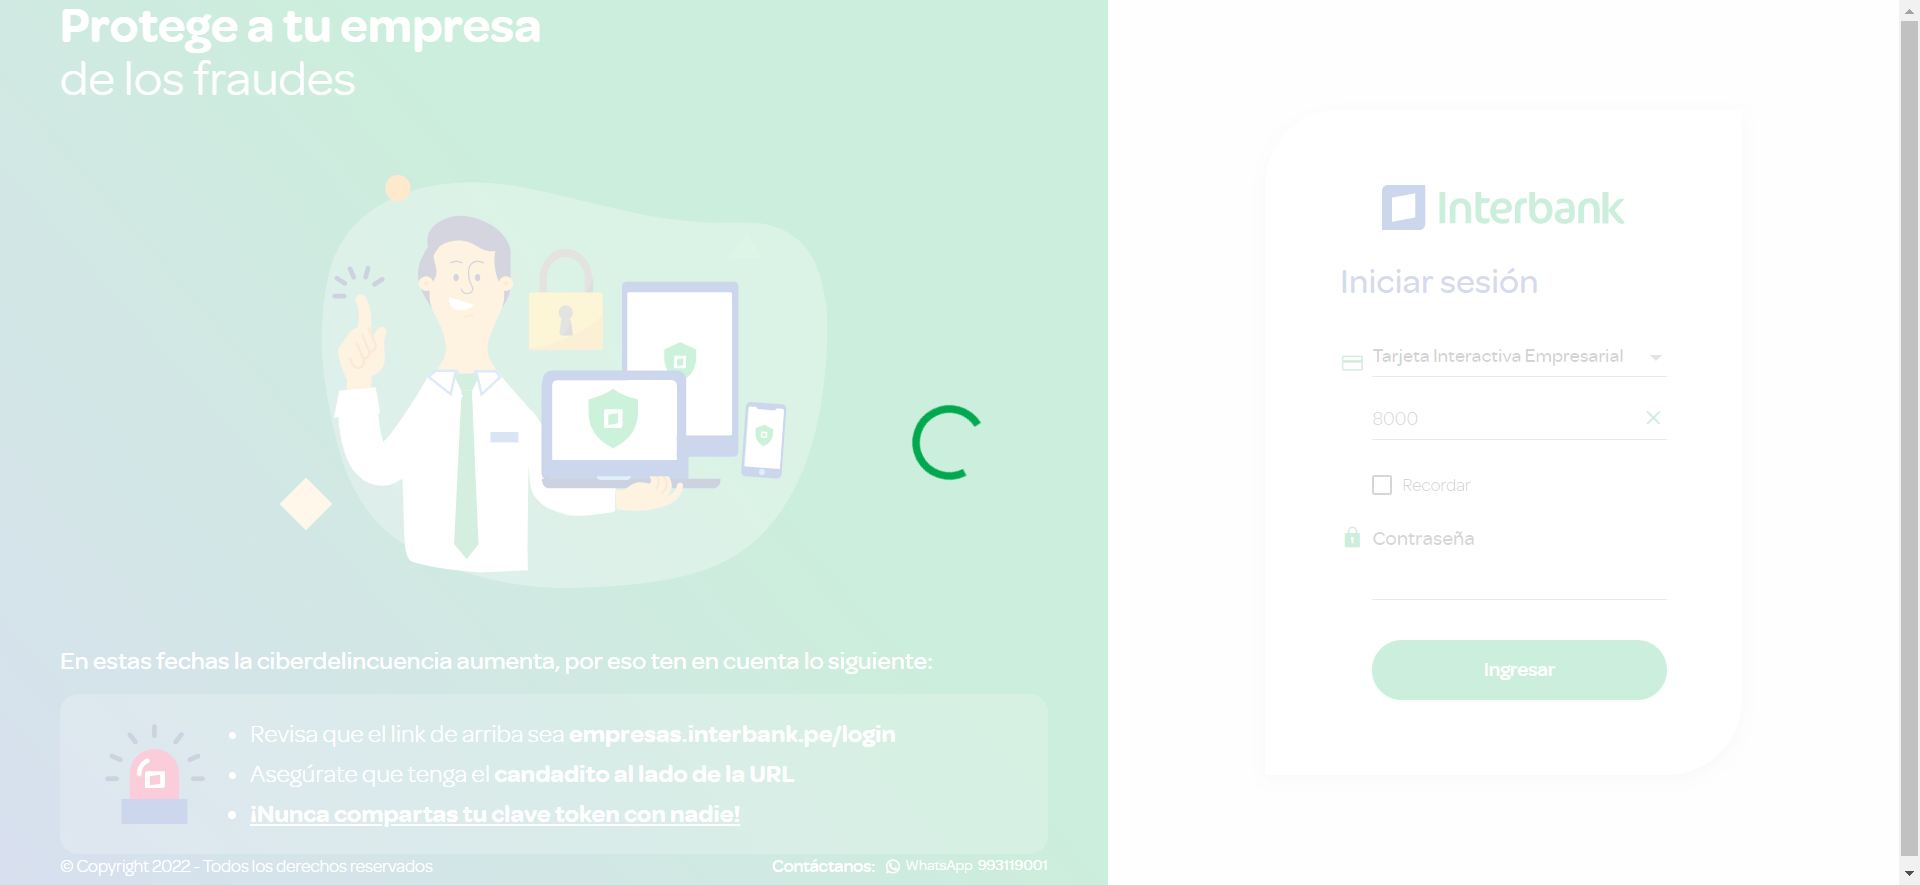 Protege a tu empresa
de los fraudes
En estas fechas la ciberdelincuencia aumenta, por eso ten en cuenta lo siguiente:
• Revisa que el link de arriba sea empresas.interbank.pe/login
• Asegúrate que tenga el candadito al lado de la URL
• ¡Nunca compartas tu clave token con nadie!
© Copyright 2022 - Todos los derechos reservados
Contáctanos: WhatsApp 993119001
Interbank
Iniciar sesión
Tarjeta Interactiva Empresarial
8000
Recordar
Contraseña
Ingresar